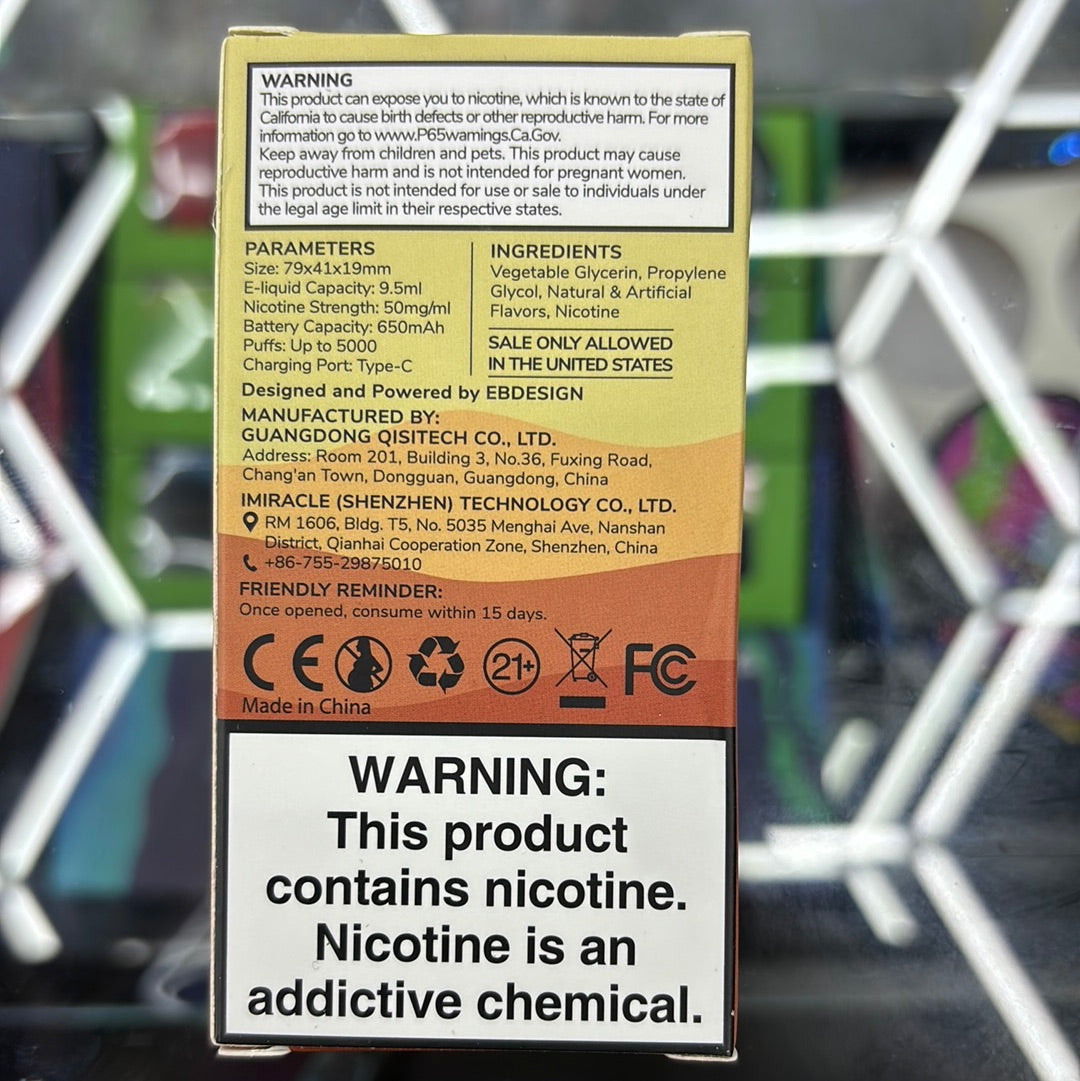 WARNING
This product can expose you to nicotine, which is known to the state of
California to cause birth defects or other reproductive harm. For more
information go to www.P65warnings.Ca.Gov.
Keep away from children and pets. This product may cause
reproductive harm and is not intended for pregnant women.
This product is not intended for use or sale to individuals under
the legal age limit in their respective states.
PARAMETERS
Size: 79x41x19mm
E-liquid Capacity: 9.5ml
Nicotine Strength: 50mg/ml
Battery Capacity: 650mAh
Puffs: Up to 5000
Charging Port: Type-C
INGREDIENTS
Vegetable Glycerin, Propylene
Glycol, Natural & Artificial
Flavors, Nicotine
SALE ONLY ALLOWED
IN THE UNITED STATES
Designed and Powered by EBDESIGN
MANUFACTURED BY:
GUANGDONG QISITECH CO., LTD.
Address: Room 201, Building 3, No.36, Fuxing Road,
Chang'an Town, Dongguan, Guangdong, China
IMIRACLE (SHENZHEN) TECHNOLOGY CO., LTD.
RM 1606, Bldg. T5, No. 5035 Menghai Ave, Nanshan
District, Qianhai Cooperation Zone, Shenzhen, China
+86-755-29875010
FRIENDLY REMINDER:
Once opened, consume within 15 days.
CE 21+ FC
Made in China
WARNING:
This product
contains nicotine.
Nicotine is an
addictive chemical.